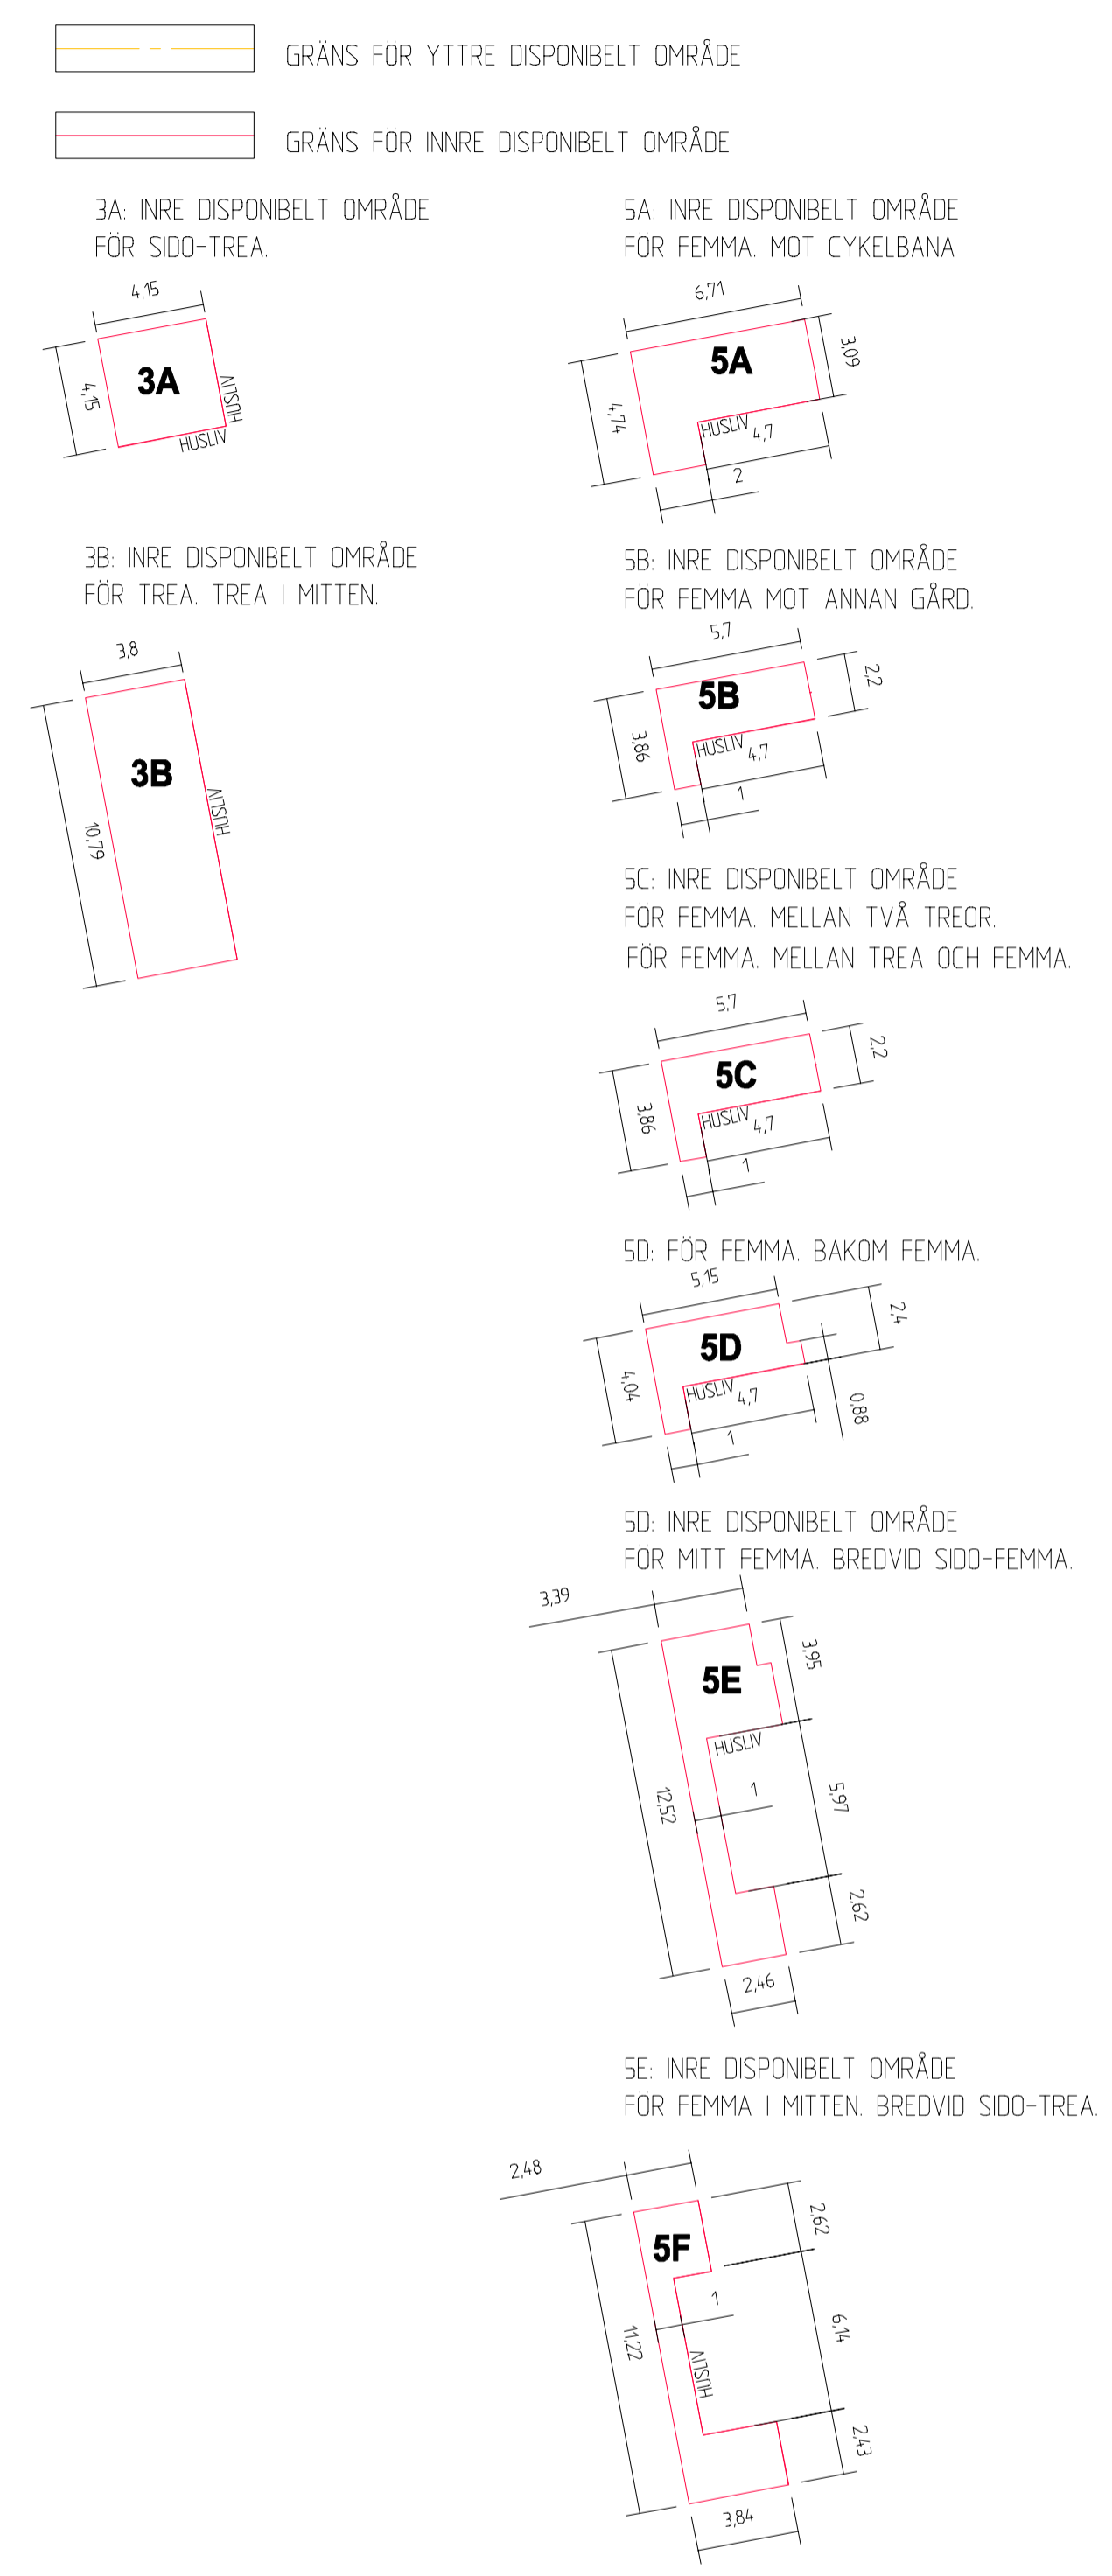 GRÄNS FÖR YTTRE DISPONIBELT OMRÅDE
GRÄNS FÖR INNRE DISPONIBELT OMRÅDE
3A: INRE DISPONIBELT OMRÅDE
FÖR SIDO-TREA.
4,15
4,15
3A
HUSLIV
HUSLIV
3B: INRE DISPONIBELT OMRÅDE
FÖR TREA. TREA I MITTEN.
3,8
3B
HUSLIV
10,79
5A: INRE DISPONIBELT OMRÅDE
FÖR FEMMA. MOT CYKELBANA
6,71
5A
3,09
4,74
HUSLIV
4,7
2
5B: INRE DISPONIBELT OMRÅDE
FÖR FEMMA MOT ANNAN GÅRD.
5,7
2,2
5B
3,86
HUSLIV
4,7
1
5C: INRE DISPONIBELT OMRÅDE
FÖR FEMMA. MELLAN TVÅ TREOR.
FÖR FEMMA. MELLAN TREA OCH FEMMA.
5,7
2,2
5C
3,86
HUSLIV
4,7
1
5D: FÖR FEMMA. BAKOM FEMMA.
5,15
2,4
5D
4,04
HUSLIV
4,7
0,88
1
5D: INRE DISPONIBELT OMRÅDE
FÖR MITT FEMMA. BREDVID SIDO-FEMMA.
3,39
3,95
5E
HUSLIV
1
12,52
5,97
2,62
2,46
5E: INRE DISPONIBELT OMRÅDE
FÖR FEMMA I MITTEN. BREDVID SIDO-TREA.
2,48
2,62
5F
1
11,22
6,14
HUSLIV
2,43
3,84